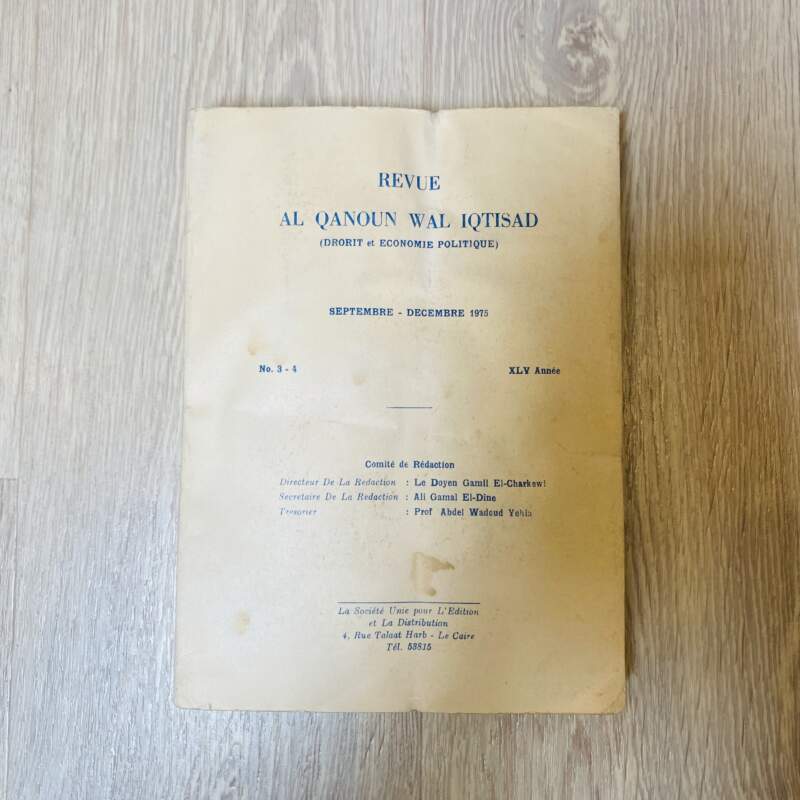 REVUE
AL QANOUN WAL IQTISAD
(DRORIT et ECONOMIE POLITIQUE)
SEPTEMBRE - DECEMBRE 1975
No. 3 - 4 XLV Année
Comité de Rédaction
Directeur De La Redaction : Le Doyen Gamil El-Charkawi
Secretaire De La Redaction : Ali Gamal El-Dine
Tresorier : Prof Abdel Wadoud Yehia
La Société Unie pour L'Edition
et La Distribution
4, Rue Talaat Harb - Le Caire
Tél. 53815